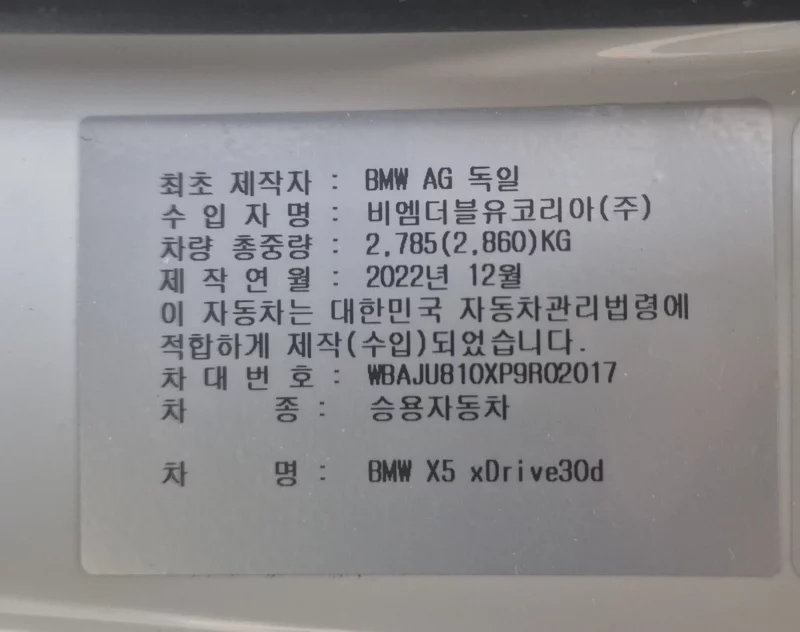 최초 제작자 : BMW AG 독일
수 입 자 명 : 비엠더블유코리아(주)
차량 총중량 : 2,785(2,860)KG
제 작 연 월 : 2022년 12월
이 자동차는 대한민국 자동차관리법령에
적합하게 제작(수입)되었습니다.
차 대 번 호 : WBAJU810XP9R02017
차 종 : 승용자동차
차 명 : BMW X5 xDrive30d